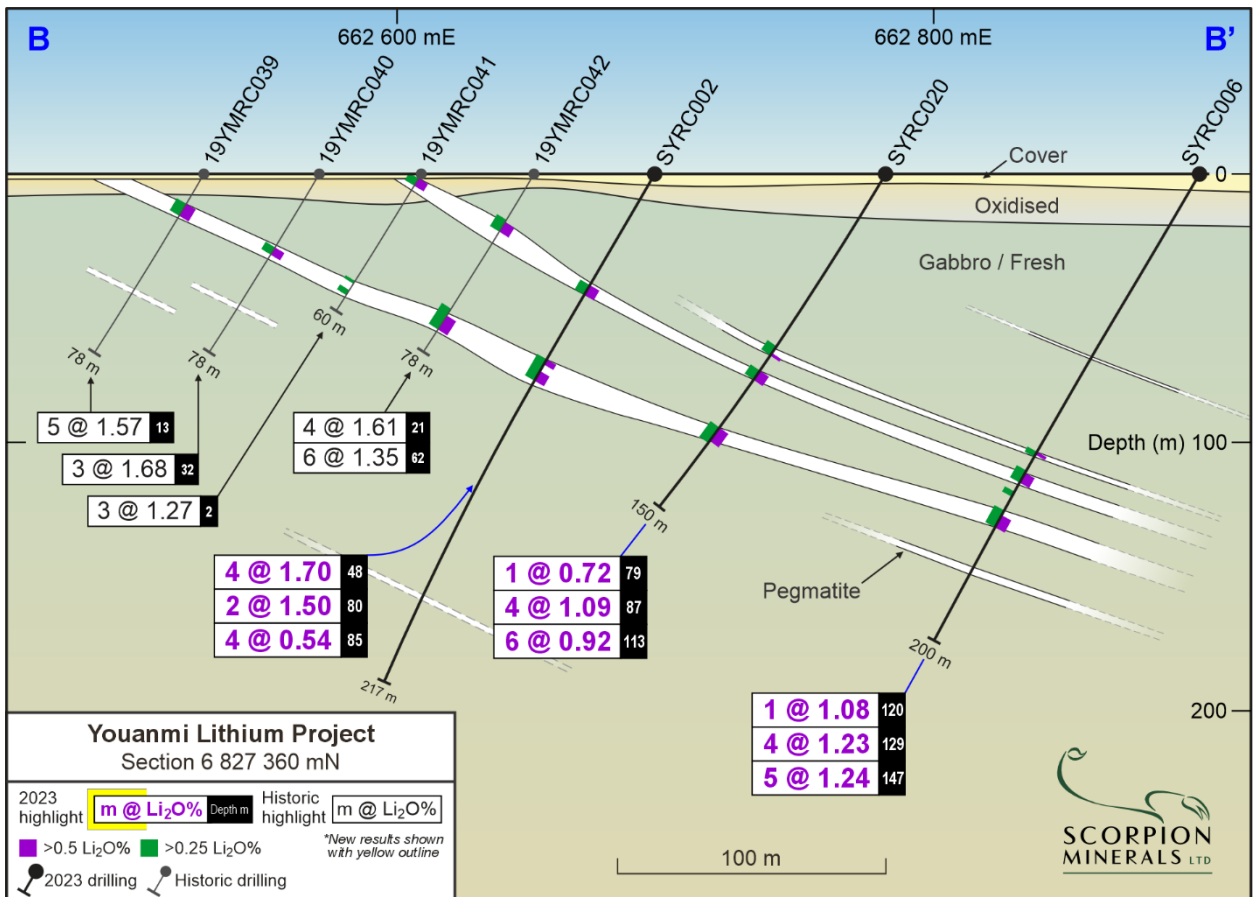 B
662 600 mE
662 800 mE
B'
19YMRC039
19YMRC040
19YMRC041
19YMRC042
SYRC002
SYRC020
SYRC006
Cover
0
Oxidised
Gabbro / Fresh
60 m
78 m
78 m
78 m
5 @ 1.57 13
3 @ 1.68 32
3 @ 1.27 2
4 @ 1.61 21
6 @ 1.35 62
Depth (m) 100
150 m
4 @ 1.70 48
2 @ 1.50 80
4 @ 0.54 85
1 @ 0.72 79
4 @ 1.09 87
6 @ 0.92 113
Pegmatite
200 m
217 m
1 @ 1.08 120
4 @ 1.23 129
5 @ 1.24 147
200
Youanmi Lithium Project
Section 6 827 360 mN
2023 highlight
m @ Li₂O% Depth m
Historic highlight
m @ Li₂O%
*New results shown
with yellow outline
>0.5 Li₂O%
>0.25 Li₂O%
2023 drilling
Historic drilling
100 m
SCORPION
MINERALS LTD